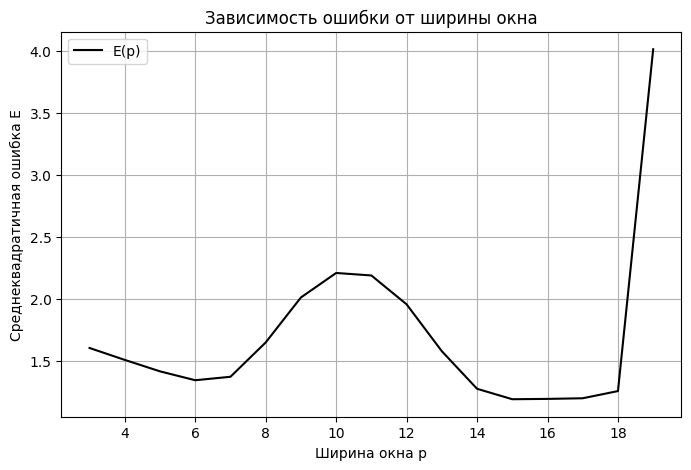 Зависимость ошибки от ширины окна
E(p)
Среднеквадратичная ошибка E
4.0
3.5
3.0
2.5
2.0
1.5
4 6 8 10 12 14 16 18
Ширина окна p